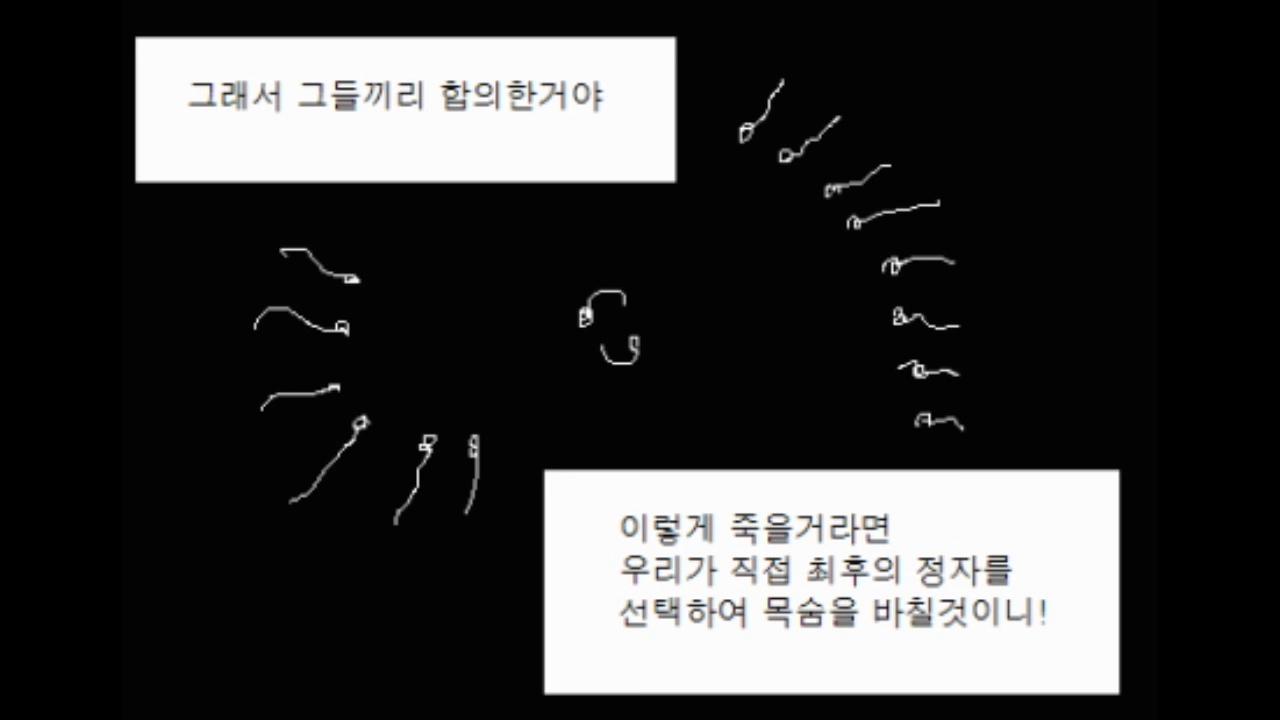 그래서 그들끼리 합의한거야
이렇게 죽을거라면
우리가 직접 최후의 정자를
선택하여 목숨을 바칠것이니!